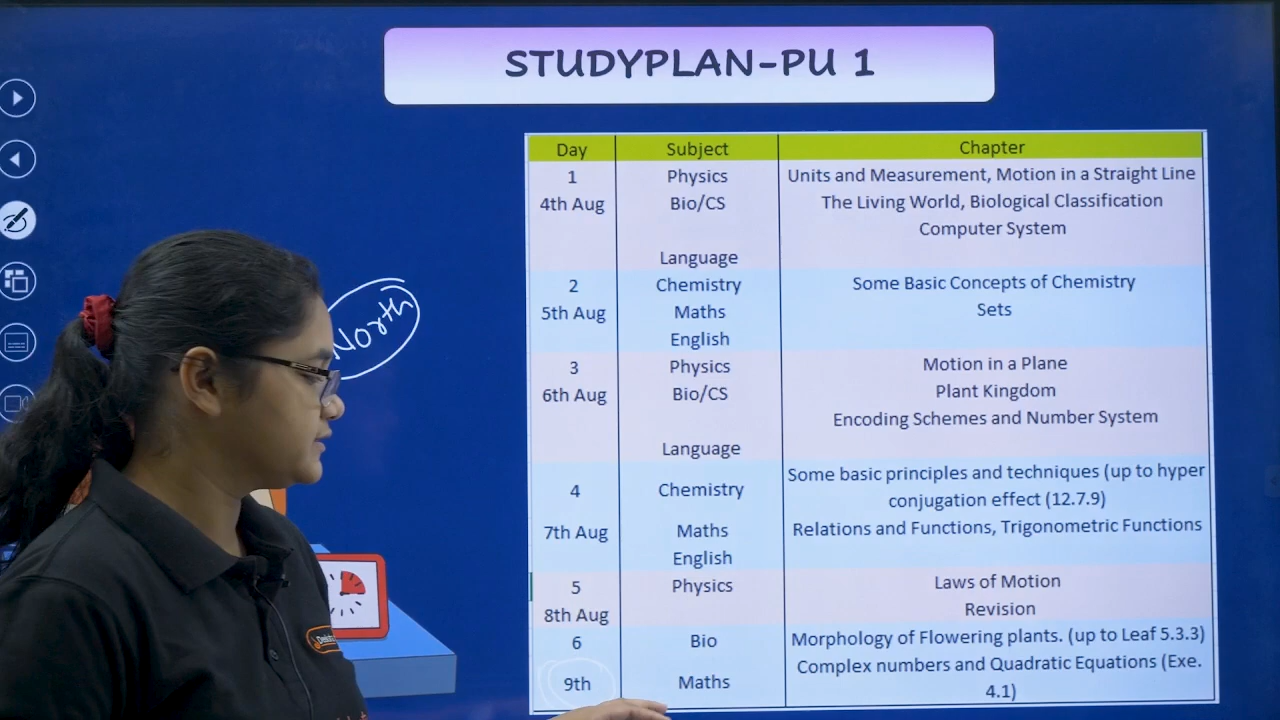 STUDYPLAN-PU 1
Day Subject Chapter
1 Physics Units and Measurement, Motion in a Straight Line
4th Aug Bio/CS The Living World, Biological Classification
Computer System
Language
2 Chemistry Some Basic Concepts of Chemistry
5th Aug Maths Sets
English
3 Physics Motion in a Plane
6th Aug Bio/CS Plant Kingdom
Encoding Schemes and Number System
Language
4 Chemistry Some basic principles and techniques (up to hyper
conjugation effect (12.7.9)
7th Aug Maths Relations and Functions, Trigonometric Functions
English
5 Physics Laws of Motion
8th Aug Revision
6 Bio Morphology of Flowering plants. (up to Leaf 5.3.3)
9th Maths Complex numbers and Quadratic Equations (Exe.
4.1)
North